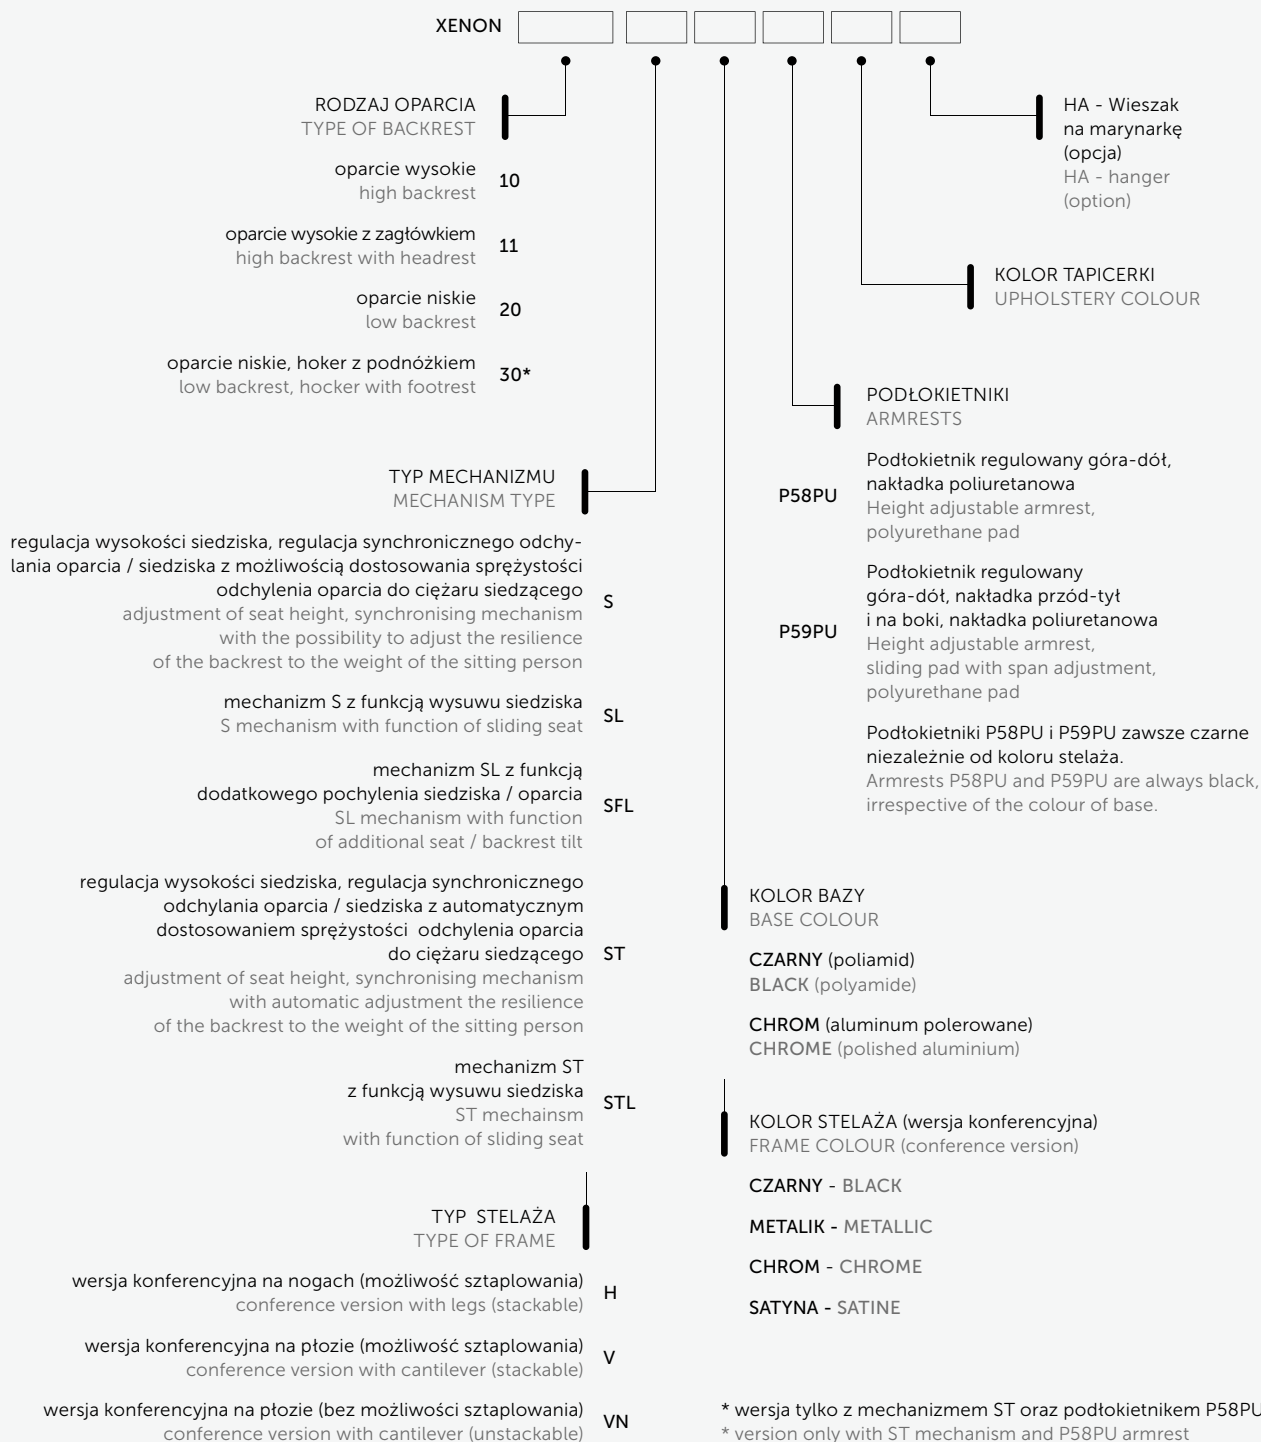 XENON
RODZAJ OPARCIA
TYPE OF BACKREST
oparcie wysokie
high backrest
10
oparcie wysokie z zagłówkiem
high backrest with headrest
11
oparcie niskie
low backrest
20
oparcie niskie, hoker z podnóżkiem
low backrest, hocker with footrest
30*
TYP MECHANIZMU
MECHANISM TYPE
regulacja wysokości siedziska, regulacja synchronicznego odchy-
lania oparcia / siedziska z możliwością dostosowania sprężystości
odchylenia oparcia do ciężaru siedzącego
adjustment of seat height, synchronising mechanism
with the possibility to adjust the resilience
of the backrest to the weight of the sitting person
S
mechanizm S z funkcją wysuwu siedziska
S mechanism with function of sliding seat
SL
mechanizm SL z funkcją
dodatkowego pochylenia siedziska / oparcia
SL mechanism with function
of additional seat / backrest tilt
SFL
regulacja wysokości siedziska, regulacja synchronicznego
odchylania oparcia / siedziska z automatycznym
dostosowaniem sprężystości odchylenia oparcia
do ciężaru siedzącego
adjustment of seat height, synchronising mechanism
with automatic adjustment the resilience
of the backrest to the weight of the sitting person
ST
mechanizm ST
z funkcją wysuwu siedziska
ST mechainsm
with function of sliding seat
STL
TYP STELAŻA
TYPE OF FRAME
wersja konferencyjna na nogach (możliwość sztaplowania)
conference version with legs (stackable)
H
wersja konferencyjna na płozie (możliwość sztaplowania)
conference version with cantilever (stackable)
V
wersja konferencyjna na płozie (bez możliwości sztaplowania)
conference version with cantilever (unstackable)
VN
HA - Wieszak
na marynarkę
(opcja)
HA - hanger
(option)
KOLOR TAPICERKI
UPHOLSTERY COLOUR
PODŁOKIETNIKI
ARMRESTS
P58PU
Podłokietnik regulowany góra-dół,
nakładka poliuretanowa
Height adjustable armrest,
polyurethane pad
P59PU
Podłokietnik regulowany
góra-dół, nakładka przód-tył
i na boki, nakładka poliuretanowa
Height adjustable armrest,
sliding pad with span adjustment,
polyurethane pad
Podłokietniki P58PU i P59PU zawsze czarne
niezależnie od koloru stelaża.
Armrests P58PU and P59PU are always black,
irrespective of the colour of base.
KOLOR BAZY
BASE COLOUR
CZARNY (poliamid)
BLACK (polyamide)
CHROM (aluminum polerowane)
CHROME (polished aluminium)
KOLOR STELAŻA (wersja konferencyjna)
FRAME COLOUR (conference version)
CZARNY - BLACK
METALIK - METALLIC
CHROM - CHROME
SATYNA - SATINE
* wersja tylko z mechanizmem ST oraz podłokietnikem P58PU
* version only with ST mechanism and P58PU armrest